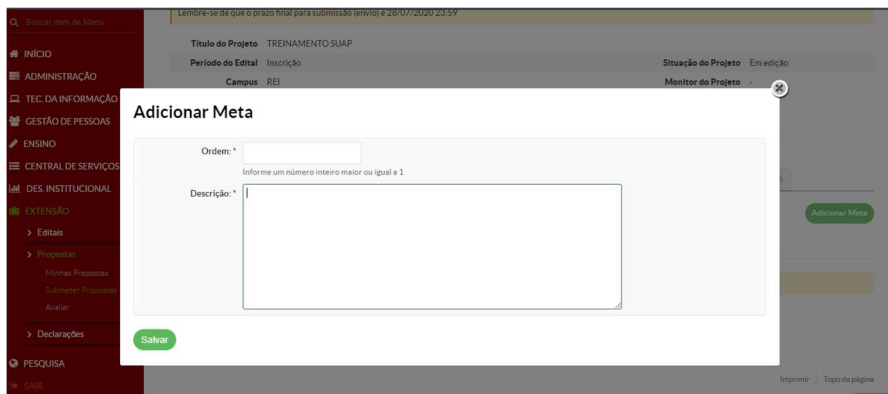 Buscar Item de Menu
INÍCIO
ADMINISTRAÇÃO
TEC. DA INFORMAÇÃO
GESTÃO DE PESSOAS
ENSINO
CENTRAL DE SERVIÇOS
DES. INSTITUCIONAL
EXTENSÃO
Editais
Propostas
Minhas Propostas
Submeter Propostas
Avaliar
Declarações
PESQUISA
SAIR
Lembre-se de que o prazo final para submissão (envio) é 28/07/2020 23:59
Título do Projeto TREINAMENTO SUAP
Período do Edital Inscrição Situação do Projeto Em edição
Campus REI Monitor do Projeto -
Adicionar Meta
Ordem: *
Informe um número inteiro maior ou igual a 1
Descrição: *
Salvar
Adicionar Meta
Imprimir Topo da página